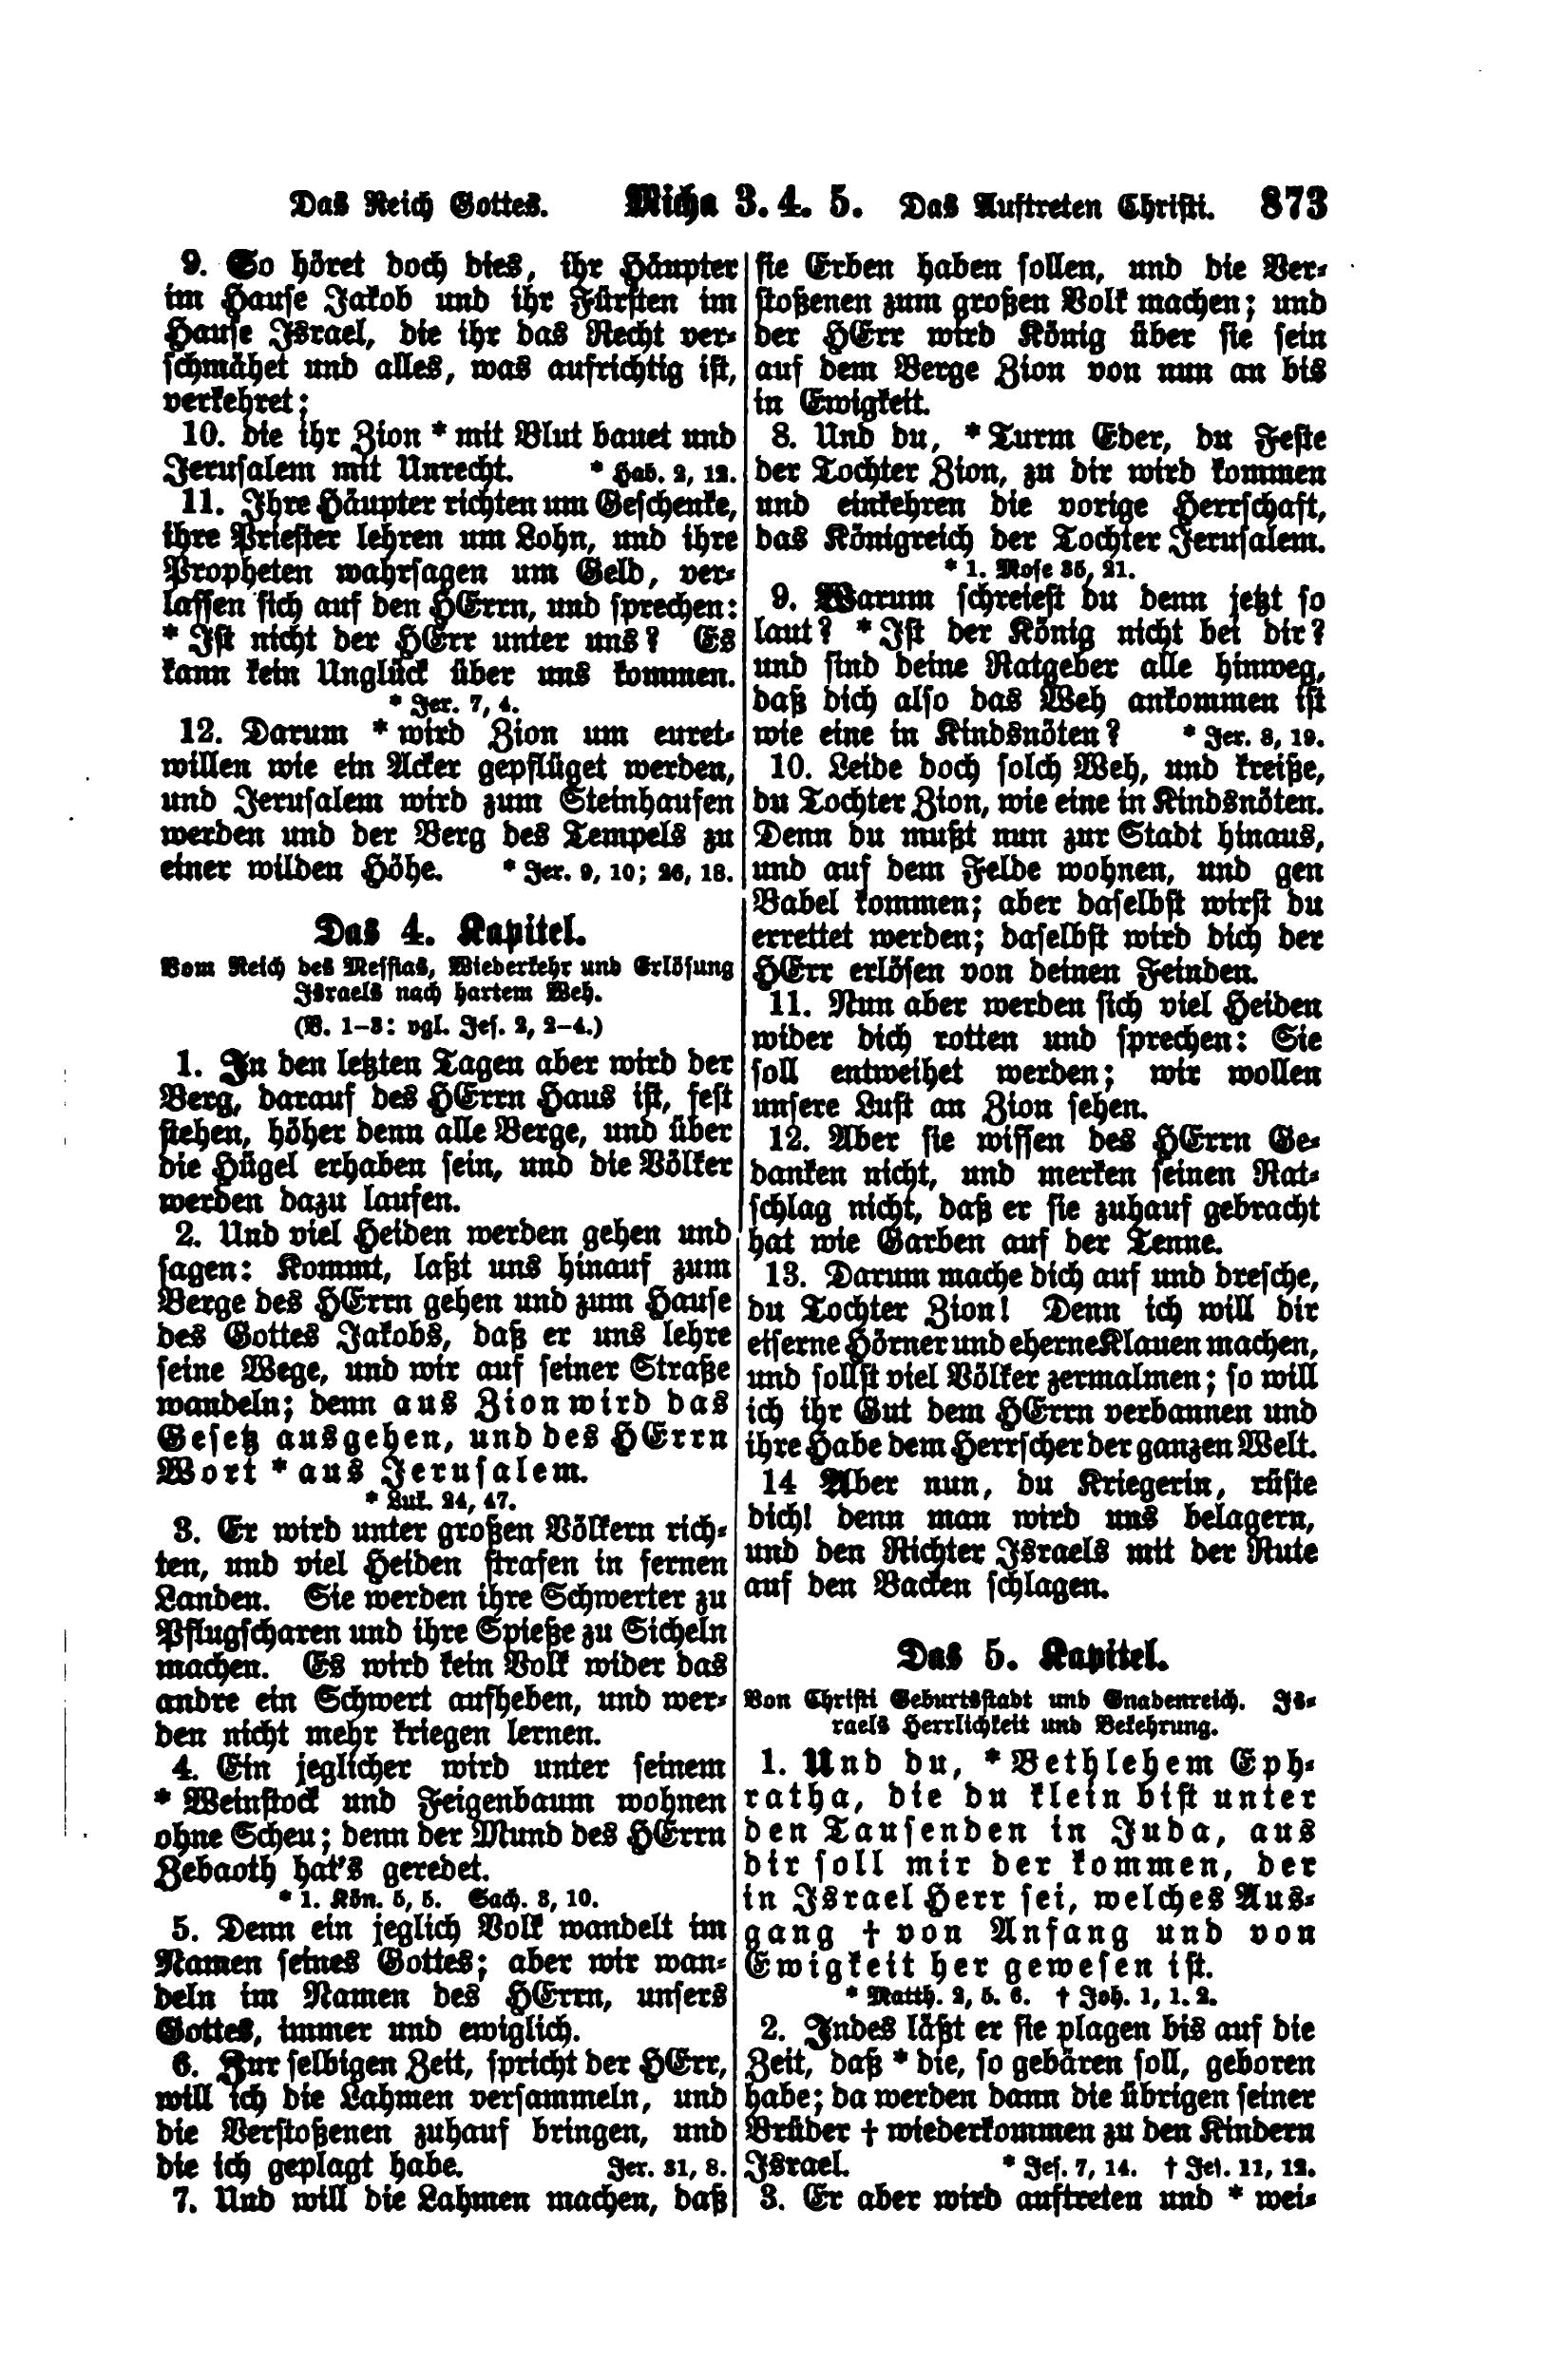 Das Reich Gottes. Micha 3. 4. 5. Das Auftreten Christi. 873
9. So höret doch dies, ihr Häupter
im Hause Jakob und ihr Fürsten im
Hause Israel, die ihr das Recht ver-
schmähet und alles, was aufrichtig ist,
verkehret;
10. die ihr Zion * mit Blut bauet und
Jerusalem mit Unrecht. * Hab. 2, 12.
11. Ihre Häupter richten um Geschenke,
ihre Priester lehren um Lohn, und ihre
Propheten wahrsagen um Geld, ver-
lassen sich auf den HErrn, und sprechen:
* Ist nicht der HErr unter uns? Es
kann kein Unglück über uns kommen.
* Jer. 7, 4.
12. Darum * wird Zion um euret-
willen wie ein Acker gepflüget werden,
und Jerusalem wird zum Steinhaufen
werden und der Berg des Tempels zu
einer wilden Höhe. * Jer. 9, 10; 26, 18.
Das 4. Kapitel.
Vom Reich des Messias, Wiederkehr und Erlösung
Israels nach hartem Weh.
(V. 1–3: vgl. Jes. 2, 2–4.)
1. In den letzten Tagen aber wird der
Berg, darauf des HErrn Haus ist, fest
stehen, höher denn alle Berge, und über
die Hügel erhaben sein, und die Völker
werden dazu laufen.
2. Und viel Heiden werden gehen und
sagen: Kommt, laßt uns hinauf zum
Berge des HErrn gehen und zum Hause
des Gottes Jakobs, daß er uns lehre
seine Wege, und wir auf seiner Straße
wandeln; denn aus Zion wird das
Gesetz ausgehen, und des HErrn
Wort * aus Jerusalem.
* Luk. 24, 47.
3. Er wird unter großen Völkern rich-
ten, und viel Heiden strafen in fernen
Landen. Sie werden ihre Schwerter zu
Pflugscharen und ihre Spieße zu Sicheln
machen. Es wird kein Volk wider das
andre ein Schwert aufheben, und wer-
den nicht mehr kriegen lernen.
4. Ein jeglicher wird unter seinem
* Weinstock und Feigenbaum wohnen
ohne Scheu; denn der Mund des HErrn
Zebaoth hat's geredet.
* 1. Kön. 5, 5. Sach. 3, 10.
5. Denn ein jeglich Volk wandelt im
Namen seines Gottes; aber wir wan-
deln im Namen des HErrn, unsers
Gottes, immer und ewiglich.
6. Zur selbigen Zeit, spricht der HErr,
will ich die Lahmen versammeln, und
die Verstoßenen zuhauf bringen, und
die ich geplagt habe. Jer. 31, 8.
7. Und will die Lahmen machen, daß
sie Erben haben sollen, und die Ver-
stoßenen zum großen Volk machen; und
der HErr wird König über sie sein
auf dem Berge Zion von nun an bis
in Ewigkeit.
8. Und du, * Turm Eder, du Feste
der Tochter Zion, zu dir wird kommen
und einkehren die vorige Herrschaft,
das Königreich der Tochter Jerusalem.
* 1. Mose 35, 21.
9. Warum schreiest du denn jetzt so
laut? * Ist der König nicht bei dir?
und sind deine Ratgeber alle hinweg,
daß dich also das Weh ankommen ist
wie eine in Kindsnöten? * Jer. 8, 19.
10. Leide doch solch Weh, und kreiße,
du Tochter Zion, wie eine in Kindsnöten.
Denn du mußt nun zur Stadt hinaus,
und auf dem Felde wohnen, und gen
Babel kommen; aber daselbst wirst du
errettet werden; daselbst wird dich der
HErr erlösen von deinen Feinden.
11. Nun aber werden sich viel Heiden
wider dich rotten und sprechen: Sie
soll entweihet werden; wir wollen
unsere Lust an Zion sehen.
12. Aber sie wissen des HErrn Ge-
danken nicht, und merken seinen Rat-
schlag nicht, daß er sie zuhauf gebracht
hat wie Garben auf der Tenne.
13. Darum mache dich auf und dresche,
du Tochter Zion! Denn ich will dir
eiserne Hörner und eherne Klauen machen,
und sollst viel Völker zermalmen; so will
ich ihr Gut dem HErrn verbannen und
ihre Habe dem Herrscher der ganzen Welt.
14 Aber nun, du Kriegerin, rüste
dich! denn man wird uns belagern,
und den Richter Israels mit der Rute
auf den Backen schlagen.
Das 5. Kapitel.
Von Christi Geburtsstadt und Gnadenreich. Is-
raels Herrlichkeit und Bekehrung.
1. Und du, * Bethlehem Eph-
ratha, die du klein bist unter
den Tausenden in Juda, aus
dir soll mir der kommen, der
in Israel Herr sei, welches Aus-
gang † von Anfang und von
Ewigkeit her gewesen ist.
* Matth. 2, 5. 6. † Joh. 1, 1. 2.
2. Indes läßt er sie plagen bis auf die
Zeit, daß * die, so gebären soll, geboren
habe; da werden dann die übrigen seiner
Brüder † wiederkommen zu den Kindern
Israel. * Jes. 7, 14. † Jes. 11, 12.
3. Er aber wird auftreten und * wei-